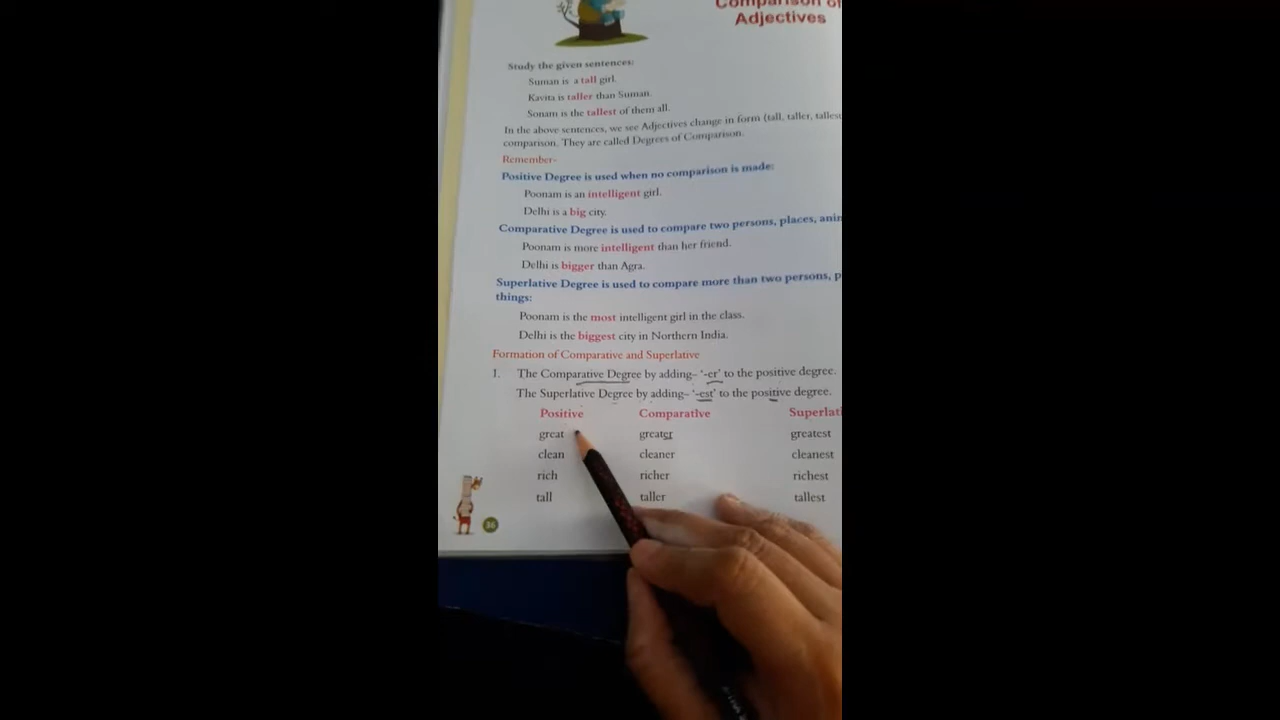 Comparison of
Adjectives
Study the given sentences:
Suman is a tall girl.
Kavita is taller than Suman.
Sonam is the tallest of them all.
In the above sentences, we see Adjectives change in form (tall, taller, tallest
comparison. They are called Degrees of Comparison.
Remember-
Positive Degree is used when no comparison is made:
Poonam is an intelligent girl.
Delhi is a big city.
Comparative Degree is used to compare two persons, places,
Poonam is more intelligent than her friend.
Delhi is bigger than Agra.
Superlative Degree is used to compare more than two persons,
things:
Poonam is the most intelligent girl in the class.
Delhi is the biggest city in Northern India.
Formation of Comparative and Superlative
1. The Comparative Degree by adding- '-er' to the positive degree.
The Superlative Degree by adding- '-est' to the positive degree.
Positive Comparative Superlati
great greater greatest
clean cleaner cleanest
rich richer richest
tall taller tallest
36